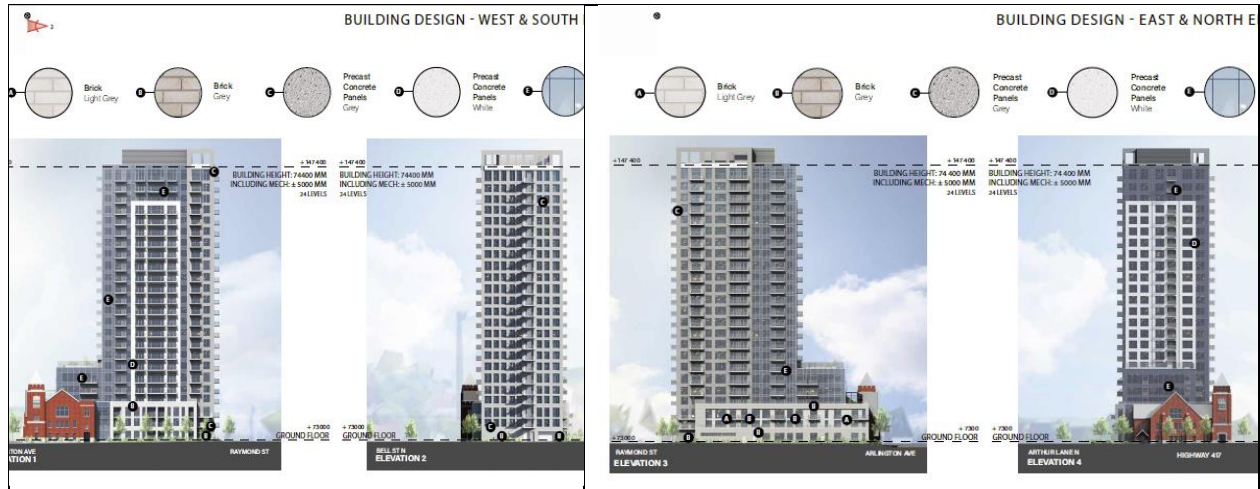 BUILDING DESIGN - WEST & SOUTH
2
A
Brick
Light Grey
B
Brick
Grey
C
Precast
Concrete
Panels
Grey
D
Precast
Concrete
Panels
White
E
+147 400
BUILDING HEIGHT: 74400 MM
INCLUDING MECH: ± 5000 MM
24 LEVELS
+147 400
BUILDING HEIGHT: 74400 MM
INCLUDING MECH: ± 5000 MM
24 LEVELS
C
E
E
D
E
B
C
B
C
C
B
B
+73000
GROUND FLOOR
+73000
GROUND FLOOR
TON AVE
RAYMOND ST
ATION 1
BELL ST N
ELEVATION 2
BUILDING DESIGN - EAST & NORTH E
A
Brick
Light Grey
B
Brick
Grey
C
Precast
Concrete
Panels
Grey
D
Precast
Concrete
Panels
White
E
+147 400
+147 400
BUILDING HEIGHT: 74 400 MM
INCLUDING MECH: ± 5000 MM
24 LEVELS
+147 400
BUILDING HEIGHT: 74 400 MM
INCLUDING MECH: ± 5000 MM
24 LEVELS
C
E
B
A
B
B
A
B
B
E
D
E
+73000
+7300
GROUND FLOOR
+7300
GROUND FLOOR
RAYMOND ST
ARLINGTON AVE
ELEVATION 3
ARTHUR LANE N
HIGHWAY 417
ELEVATION 4